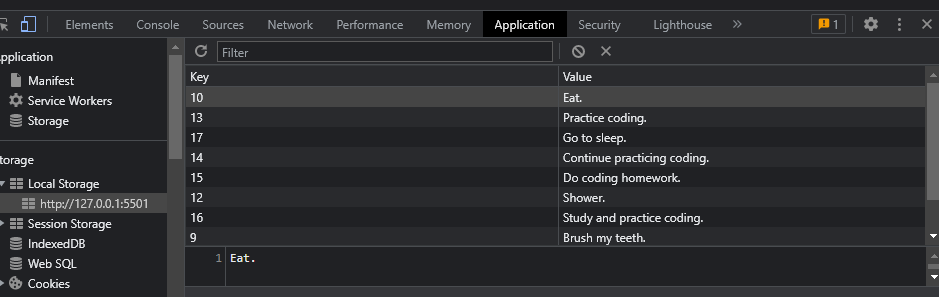 Elements Console Sources Network Performance Memory Application Security Lighthouse » 1
pplication
Filter
Manifest
Service Workers
Storage
torage
Local Storage
http://127.0.0.1:5501
Session Storage
IndexedDB
Web SQL
Cookies
Key Value
10 Eat.
13 Practice coding.
17 Go to sleep.
14 Continue practicing coding.
15 Do coding homework.
12 Shower.
16 Study and practice coding.
9 Brush my teeth.
1 Eat.